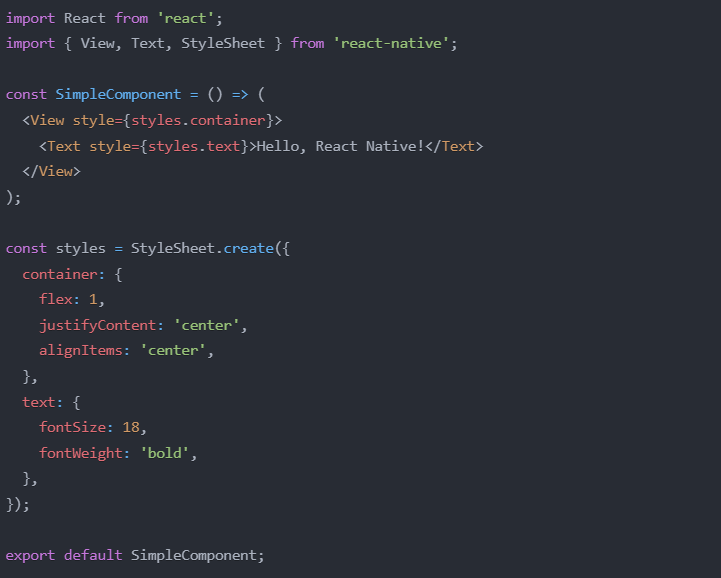 import React from 'react';
import { View, Text, StyleSheet } from 'react-native';

const SimpleComponent = () => (
  <View style={styles.container}>
    <Text style={styles.text}>Hello, React Native!</Text>
  </View>
);

const styles = StyleSheet.create({
  container: {
    flex: 1,
    justifyContent: 'center',
    alignItems: 'center',
  },
  text: {
    fontSize: 18,
    fontWeight: 'bold',
  },
});

export default SimpleComponent;